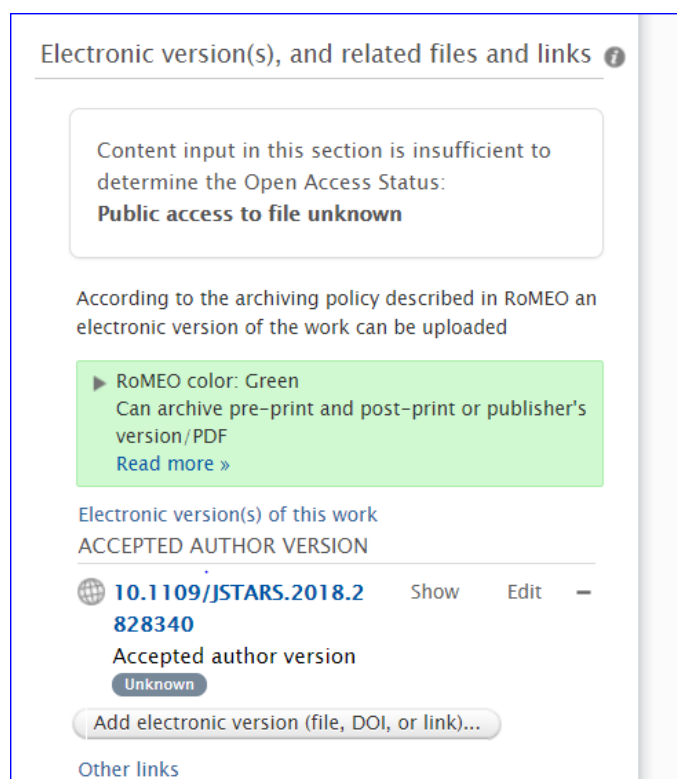 Electronic version(s), and related files and links i
Content input in this section is insufficient to
determine the Open Access Status:
Public access to file unknown
According to the archiving policy described in RoMEO an
electronic version of the work can be uploaded
RoMEO color: Green
Can archive pre-print and post-print or publisher's
version/PDF
Read more »
Electronic version(s) of this work
ACCEPTED AUTHOR VERSION
10.1109/JSTARS.2018.2 Show Edit −
828340
Accepted author version
Unknown
Add electronic version (file, DOI, or link)...
Other links